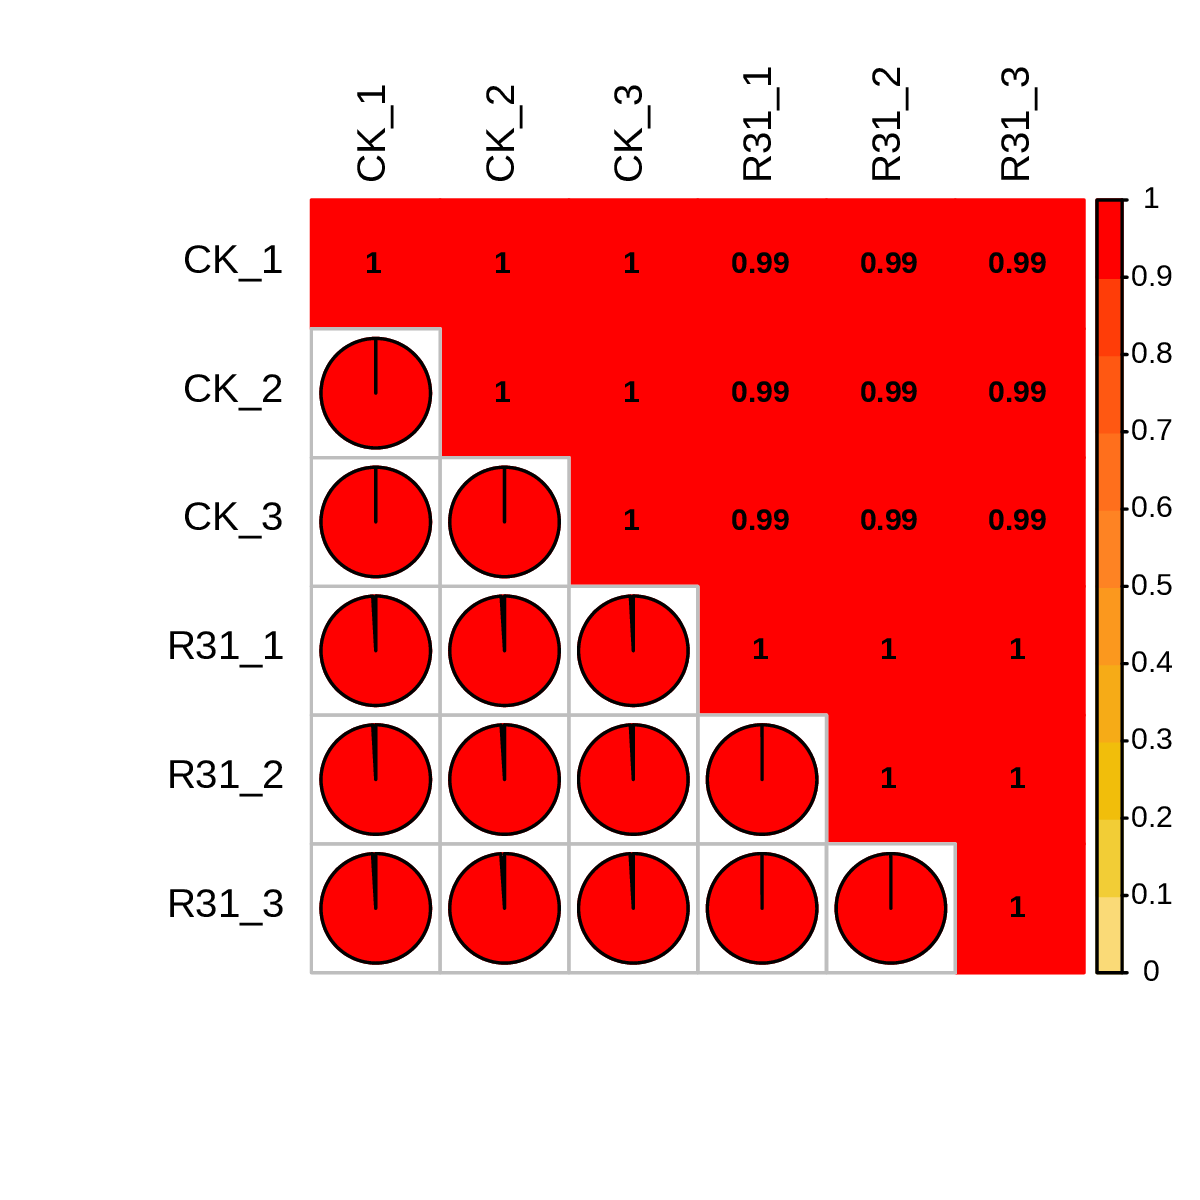 CK_1 CK_2 CK_3 R31_1 R31_2 R31_3
CK_1 1 1 1 0.99 0.99 0.99
CK_2 1 1 0.99 0.99 0.99
CK_3 1 0.99 0.99 0.99
R31_1 1 1 1
R31_2 1 1
R31_3 1
1
0.9
0.8
0.7
0.6
0.5
0.4
0.3
0.2
0.1
0